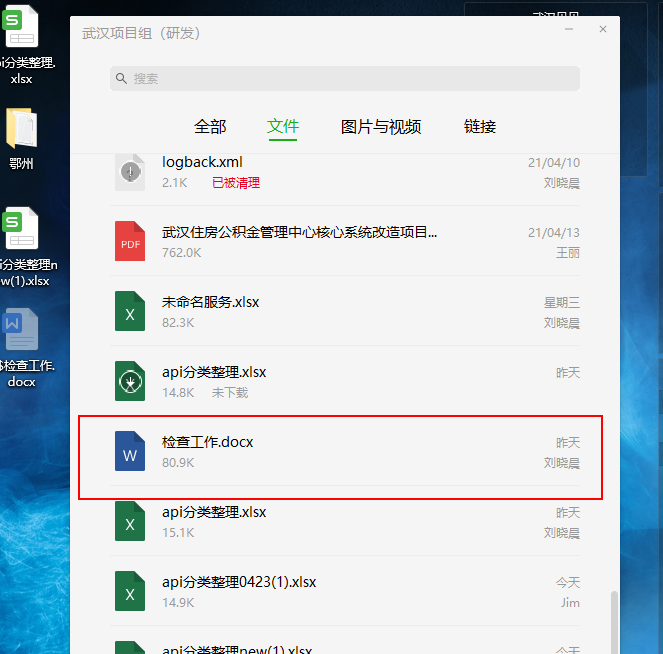 武汉项目组（研发）
搜索
全部
文件
图片与视频
链接
logback.xml
21/04/10
2.1K
已被清理
刘晓晨
PDF
武汉住房公积金管理中心核心系统改造项目...
21/04/13
762.0K
王丽
X
未命名服务.xlsx
星期三
82.3K
刘晓晨
api分类整理.xlsx
昨天
14.8K
未下载
W
检查工作.docx
昨天
80.9K
刘晓晨
X
api分类整理.xlsx
昨天
15.1K
刘晓晨
X
api分类整理0423(1).xlsx
今天
14.9K
Jim
api分类整理new(1).xlsx
今天
S
i分类整理.
xlsx
鄂州
S
i分类整理n
w(1).xlsx
W
检查工作.
docx